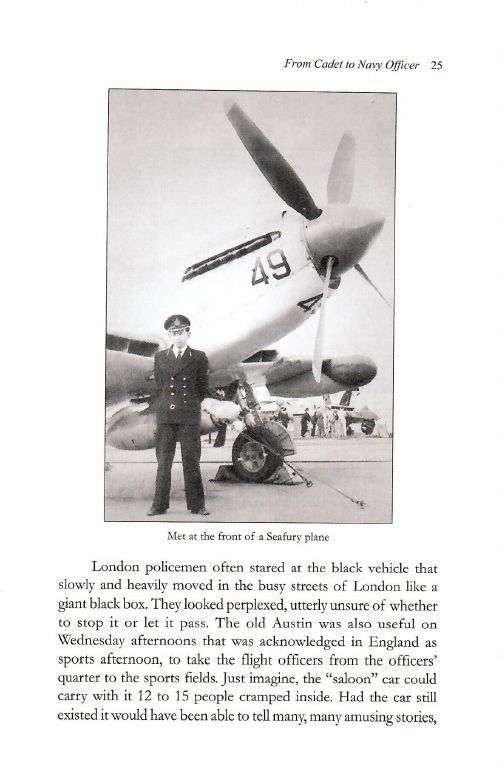 From Cadet to Navy Officer 25
49
4
Met at the front of a Seafury plane
London policemen often stared at the black vehicle that
slowly and heavily moved in the busy streets of London like a
giant black box. They looked perplexed, utterly unsure of whether
to stop it or let it pass. The old Austin was also useful on
Wednesday afternoons that was acknowledged in England as
sports afternoon, to take the flight officers from the officers’
quarter to the sports fields. Just imagine, the “saloon” car could
carry with it 12 to 15 people cramped inside. Had the car still
existed it would have been able to tell many, many amusing stories,